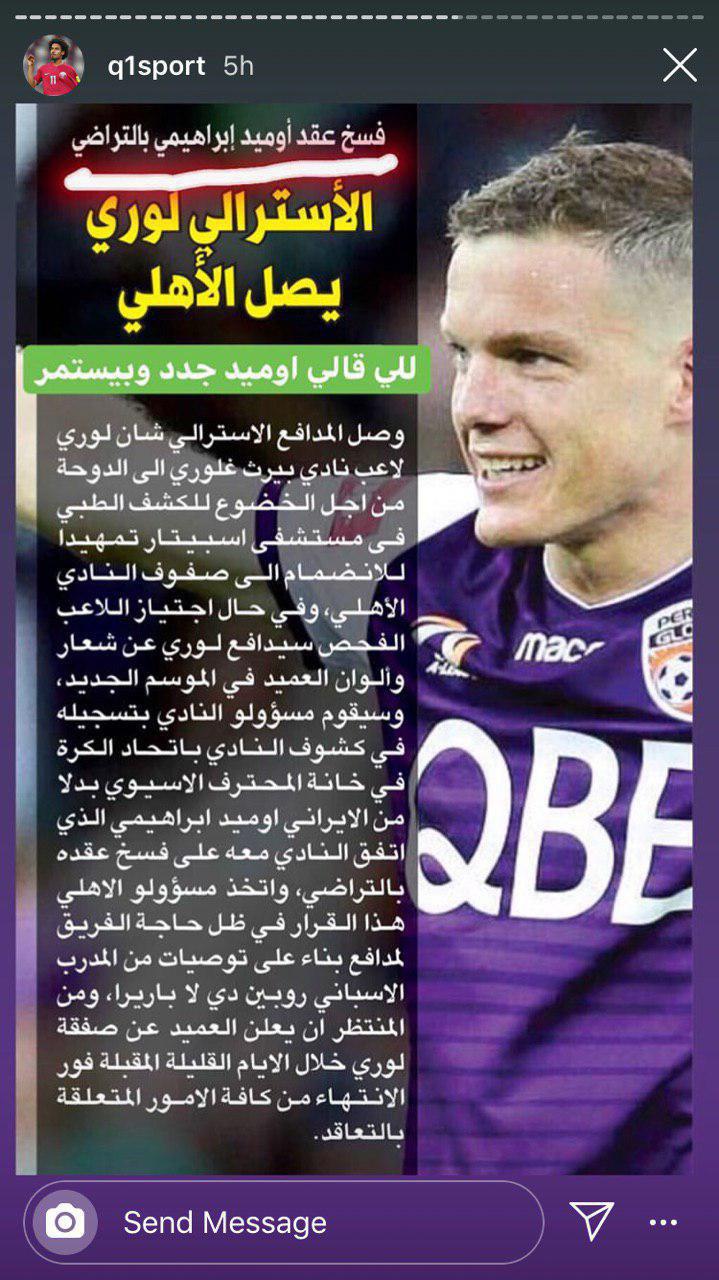 q1sport 5h
فسخ عقد أوميد إبراهيمي بالتراضي
الأسترالي لوري
يصل الأهلي
للي قالي اوميد جدد وبيستمر
وصل المدافع الاسترالي شان لوري
لاعب نادي بيرث غلوري الى الدوحة
من اجل الخضوع للكشف الطبي
في مستشفى اسبيتار تمهيدا
للانضمام الى صفوف النادي
الأهلي، وفي حال اجتياز اللاعب
الفحص سيدافع لوري عن شعار
وألوان العميد في الموسم الجديد،
وسيقوم مسؤولو النادي بتسجيله
في كشوف النادي باتحاد الكرة
في خانة المحترف الاسيوي بدلا
من الايراني اوميد ابراهيمي الذي
اتفق النادي معه على فسخ عقده
بالتراضي، واتخذ مسؤولو الاهلي
هذا القرار في ظل حاجة الفريق
لمدافع بناء على توصيات من المدرب
الاسباني روبين دي لا باريرا، ومن
المنتظر ان يعلن العميد عن صفقة
لوري خلال الايام القليلة المقبلة فور
الانتهاء من كافة الامور المتعلقة
بالتعاقد.
11
macr
A-LEAGUE
PER
GLO
QBE
Send Message